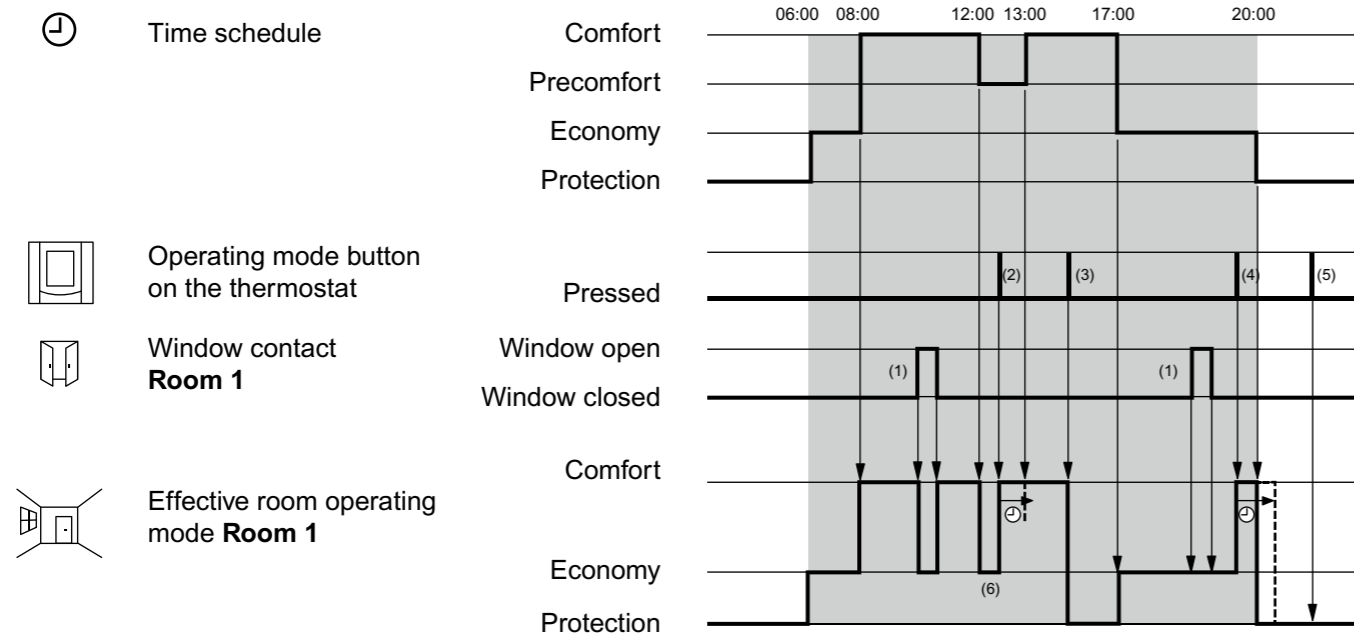 06:00 08:00 12:00 13:00 17:00 20:00
Time schedule
Comfort
Precomfort
Economy
Protection
Operating mode button
on the thermostat
Pressed
(2) (3) (4) (5)
Window contact
Room 1
Window open
(1) (1)
Window closed
Comfort
Effective room operating
mode Room 1
Economy
(6)
Protection